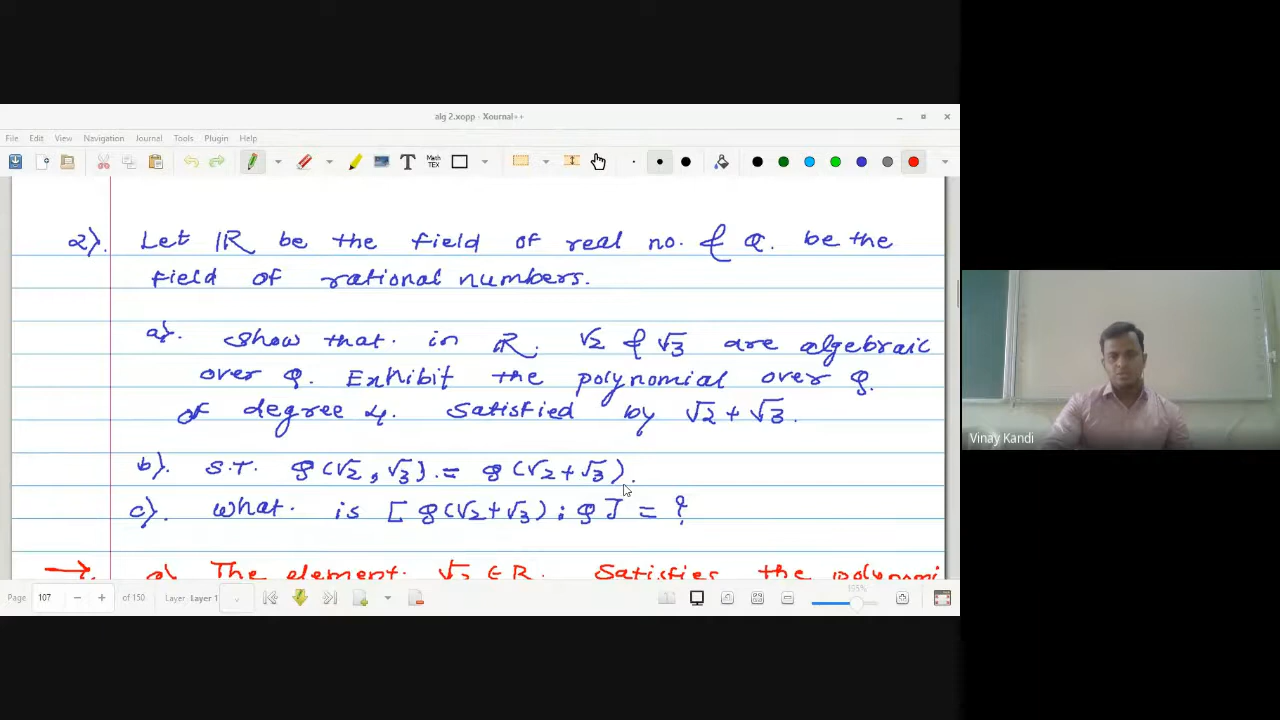 alg 2.xopp - Xournal++
File Edit View Navigation Journal Tools Plugin Help
2). Let IR be the field of real no. & Q. be the
field of rational numbers.
a). show that in R. √2 & √3 are algebraic
over Q. Exhibit the polynomial over Q.
of degree 4. Satisfied by √2 + √3.
b). S.T. Q(√2, √3) = Q(√2 + √3).
c). what is [Q(√2+√3) : Q] = ?
→ a). The element √2 ∈ R. Satisfies the polynomi
Page 107 of 150 Layer Layer 1
Vinay Kandi